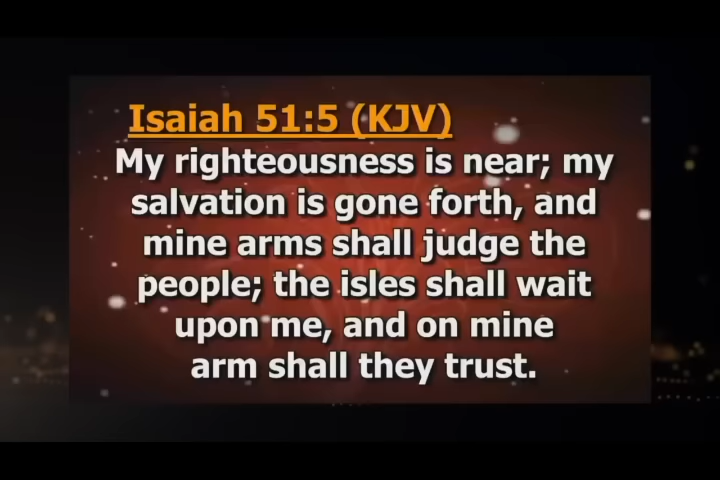 Isaiah 51:5 (KJV)
My righteousness is near; my
salvation is gone forth, and
mine arms shall judge the
people; the isles shall wait
upon me, and on mine
arm shall they trust.